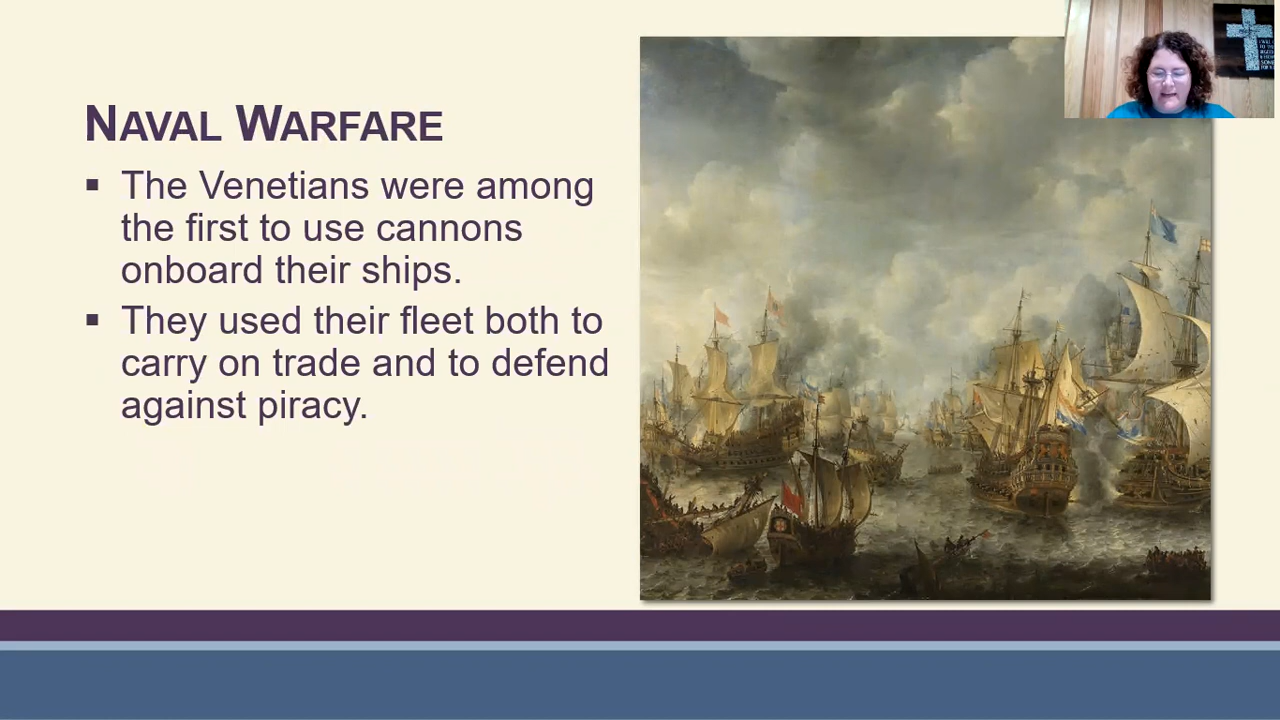 NAVAL WARFARE
▪ The Venetians were among
the first to use cannons
onboard their ships.
▪ They used their fleet both to
carry on trade and to defend
against piracy.